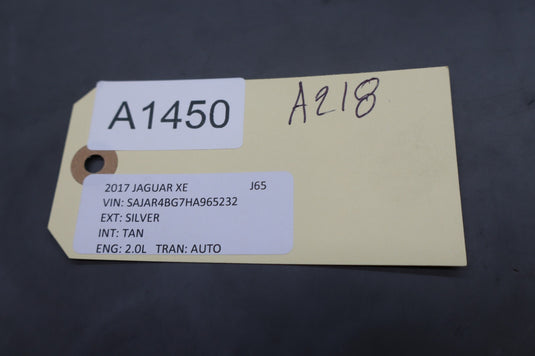 A1450
A218
2017 JAGUAR XE J65
VIN: SAJAR4BG7HA965232
EXT: SILVER
INT: TAN
ENG: 2.0L TRAN: AUTO